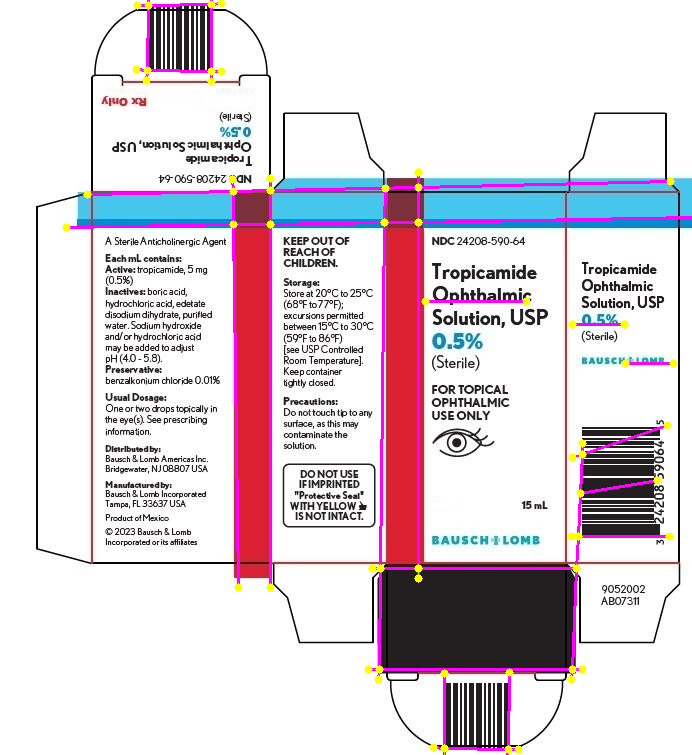 Rx Only
(Sterile)
0.5%
Ophthalmic Solution, USP
Tropicamide
NDC 24208-590-64
A Sterile Anticholinergic Agent
Each mL contains:
Active: tropicamide, 5 mg
(0.5%)
Inactives: boric acid,
hydrochloric acid, edetate
disodium dihydrate, purified
water. Sodium hydroxide
and/or hydrochloric acid
may be added to adjust
pH (4.0 - 5.8).
Preservative:
benzalkonium chloride 0.01%
Usual Dosage:
One or two drops topically in
the eye(s). See prescribing
information.
Distributed by:
Bausch & Lomb Americas Inc.
Bridgewater, NJ 08807 USA
Manufactured by:
Bausch & Lomb Incorporated
Tampa, FL 33637 USA
Product of Mexico
© 2023 Bausch & Lomb
Incorporated or its affiliates
KEEP OUT OF
REACH OF
CHILDREN.
Storage:
Store at 20°C to 25°C
(68°F to 77°F);
excursions permitted
between 15°C to 30°C
(59°F to 86°F)
[see USP Controlled
Room Temperature].
Keep container
tightly closed.
Precautions:
Do not touch tip to any
surface, as this may
contaminate the
solution.
DO NOT USE
IF IMPRINTED
"Protective Seal"
WITH YELLOW
IS NOT INTACT.
NDC 24208-590-64
Tropicamide
Ophthalmic
Solution, USP
0.5%
(Sterile)
FOR TOPICAL
OPHTHALMIC
USE ONLY
15 mL
BAUSCH + LOMB
Tropicamide
Ophthalmic
Solution, USP
0.5%
(Sterile)
BAUSCH + LOMB
3 24208 59064 5
9052002
AB07311